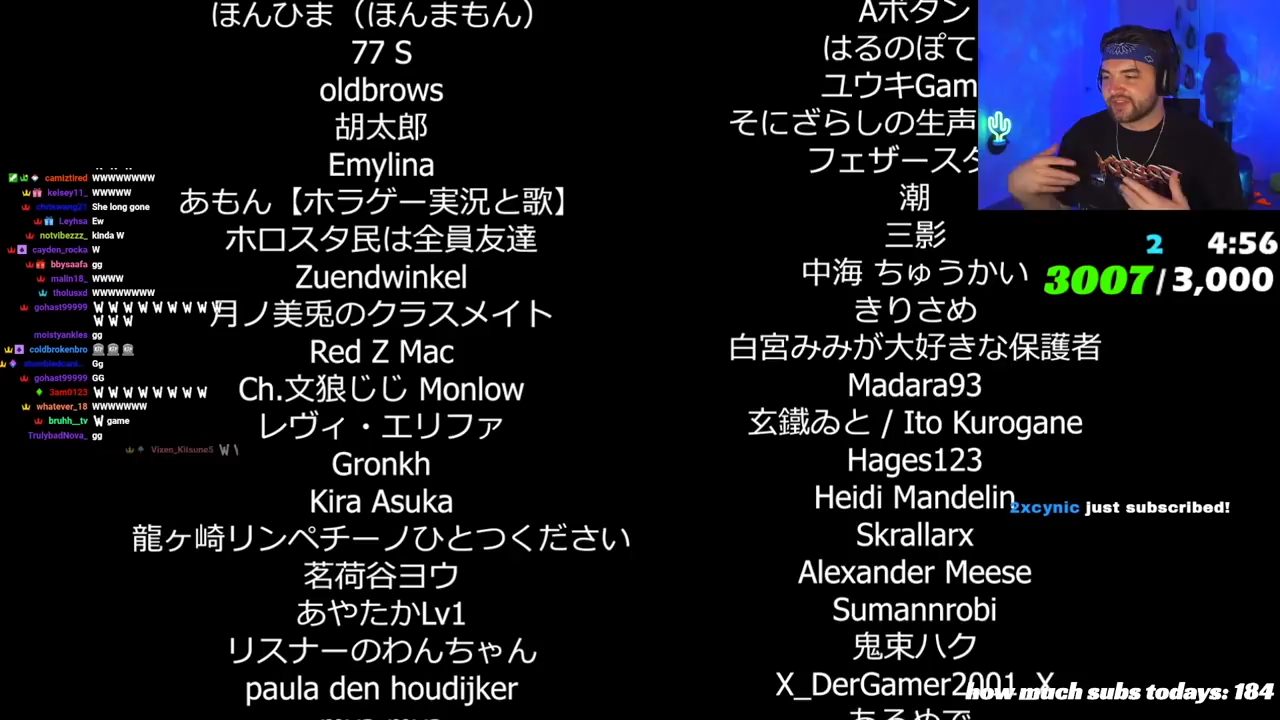 ほんひま（ほんまもん）
77 S
oldbrows
胡太郎
Emylina
あもん【ホラゲー実況と歌】
ホロスタ民は全員友達
Zuendwinkel
月ノ美兎のクラスメイト
Red Z Mac
Ch.文狼じじ Monlow
レヴィ・エリファ
Gronkh
Kira Asuka
龍ヶ崎リンペチーノひとつください
茗荷谷ヨウ
あやたかLv1
リスナーのわんちゃん
paula den houdijker
Aボタン
はるのぽて
ユウキGam
そにざらしの生声
フェザースタ
潮
三影
中海 ちゅうかい
きりさめ
白宮みみが大好きな保護者
Madara93
玄鐵ゐと / Ito Kurogane
Hages123
Heidi Mandelin
Skrallarx
Alexander Meese
Sumannrobi
鬼束ハク
X_DerGamer2001_X
camiztired WWWWWWWW
kelsey11_ WWWWW
She long gone
Leyhsa Ew
notvibezzz_ kinda W
cayden_rocka W
bbysaafa gg
malin18_ WWWW
tholusxd WWWWWWWW
gohast99999 W W W W W W W W
W W W
moistyankles gg
coldbrokenbro
Gg
gohast99999 GG
3am0123 W W W W W W W W
whatever_18 WWWWWWW
bruhh__tv W game
TrulybadNova_ gg
Vixen_Kitsune5 W
2 4:56
3007/3,000
2xcynic just subscribed!
how much subs todays: 184